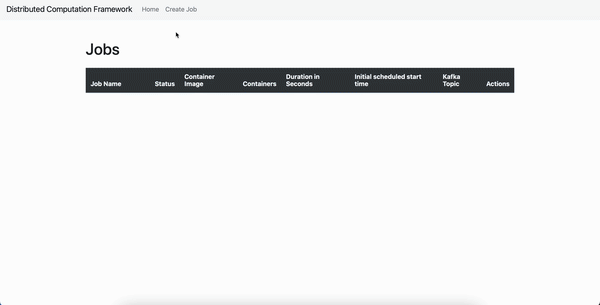 Distributed Computation Framework Home Create Job
Jobs
Job Name Status Container Image Containers Duration in Seconds Initial scheduled start time Kafka Topic Actions